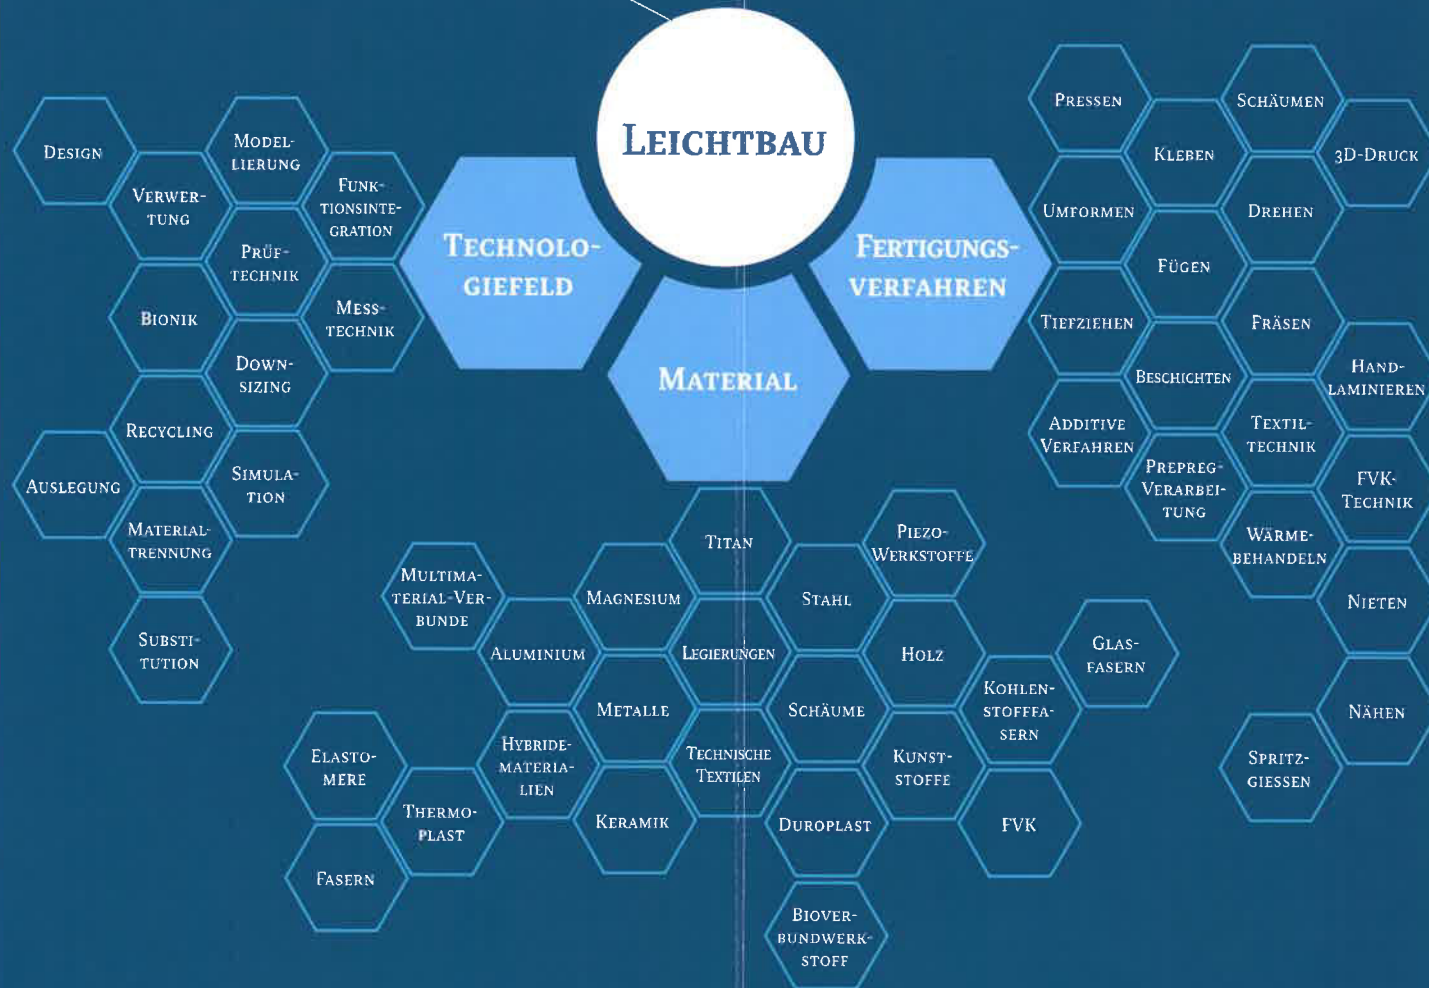 Leichtbau
Technolo-
giefeld
Material
Fertigungs-
verfahren
Design
Model-
lierung
Verwer-
tung
Funk-
tionsinte-
gration
Prüf-
technik
Bionik
Mess-
technik
Down-
sizing
Recycling
Auslegung
Simula-
tion
Material-
trennung
Substi-
tution
Titan
Piezo-
Werkstoffe
Multima-
terial-Ver-
bunde
Magnesium
Stahl
Aluminium
Legierungen
Holz
Glas-
fasern
Metalle
Schäume
Kohlen-
stofffa-
sern
Elasto-
mere
Hybride-
materia-
lien
Technische
Textilen
Kunst-
stoffe
Thermo-
plast
Keramik
Duroplast
FVK
Fasern
Biover-
bundwerk-
stoff
Pressen
Schäumen
Kleben
3D-Druck
Umformen
Drehen
Fügen
Tiefziehen
Fräsen
Beschichten
Hand-
laminieren
Additive
Verfahren
Textil-
technik
Prepreg-
Verarbei-
tung
FVK-
Technik
Wärme-
behandeln
Nieten
Nähen
Spritz-
giessen